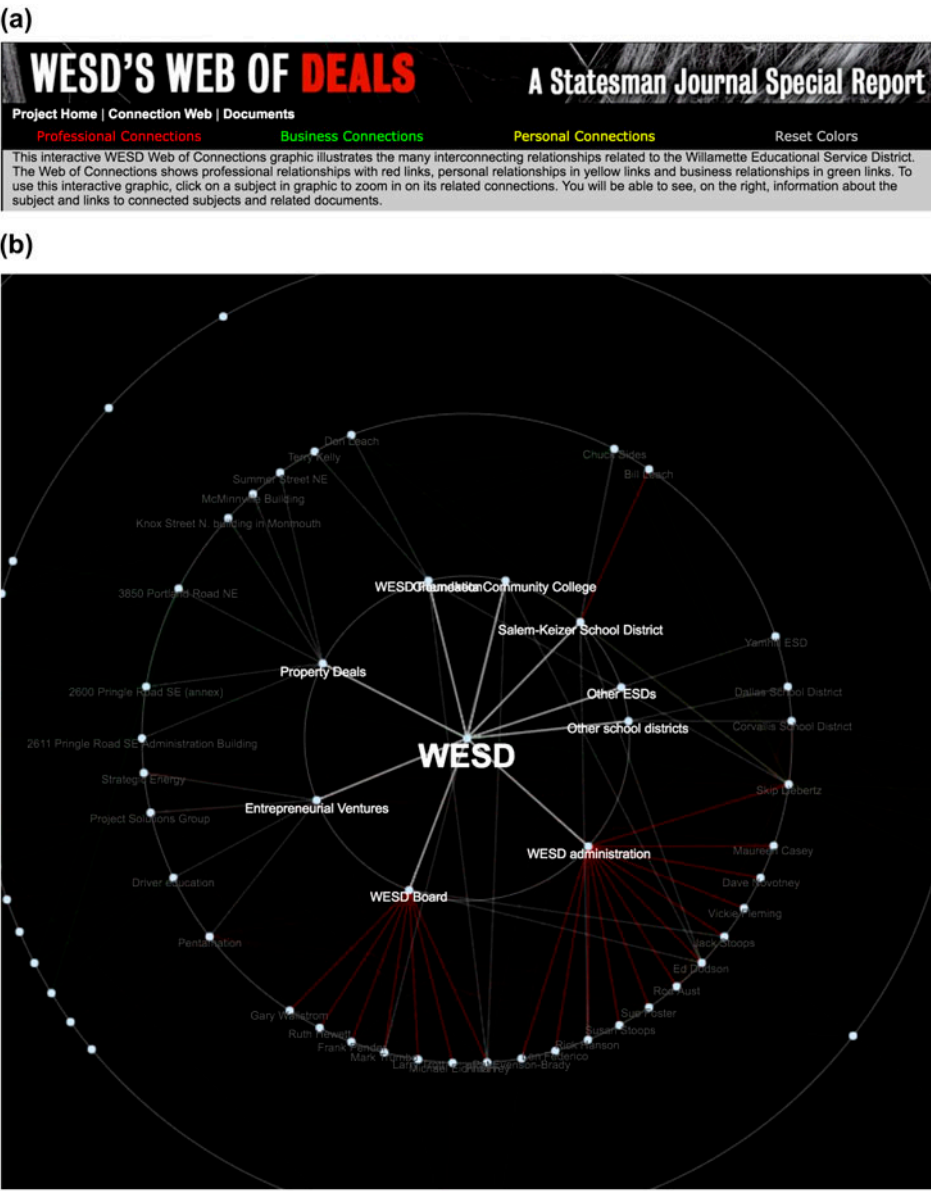 (a)
WESD'S WEB OF DEALS
A Statesman Journal Special Report
Project Home | Connection Web | Documents
Professional Connections Business Connections Personal Connections Reset Colors
This interactive WESD Web of Connections graphic illustrates the many interconnecting relationships related to the Willamette Educational Service District.
The Web of Connections shows professional relationships with red links, personal relationships in yellow links and business relationships in green links. To
use this interactive graphic, click on a subject in graphic to zoom in on its related connections. You will be able to see, on the right, information about the
subject and links to connected subjects and related documents.
(b)
Don Leach
Terry Kelly
Chuck Sides
Summer Street NE
Bill Leach
McMinnville Building
Knox Street N. building in Monmouth
WESD Foundation
Community College
3850 Portland Road NE
Salem-Keizer School District
Yamhill ESD
Property Deals
2600 Pringle Road SE (annex)
Other ESDs
Dallas School District
Other school districts
Corvallis School District
2611 Pringle Road SE Administration Building
WESD
Strategic Energy
Skip Liebertz
Entrepreneurial Ventures
Project Solutions Group
WESD administration
Maureen Casey
Driver education
Dave Novotney
WESD Board
Vickie Fleming
Pentamation
Jack Stoops
Ed Dodson
Rod Aust
Gary Wallstrom
Sue Foster
Ruth Hewett
Susan Stoops
Frank Pender
Rick Hanson
Mark
Len Federico
Larry
Michael